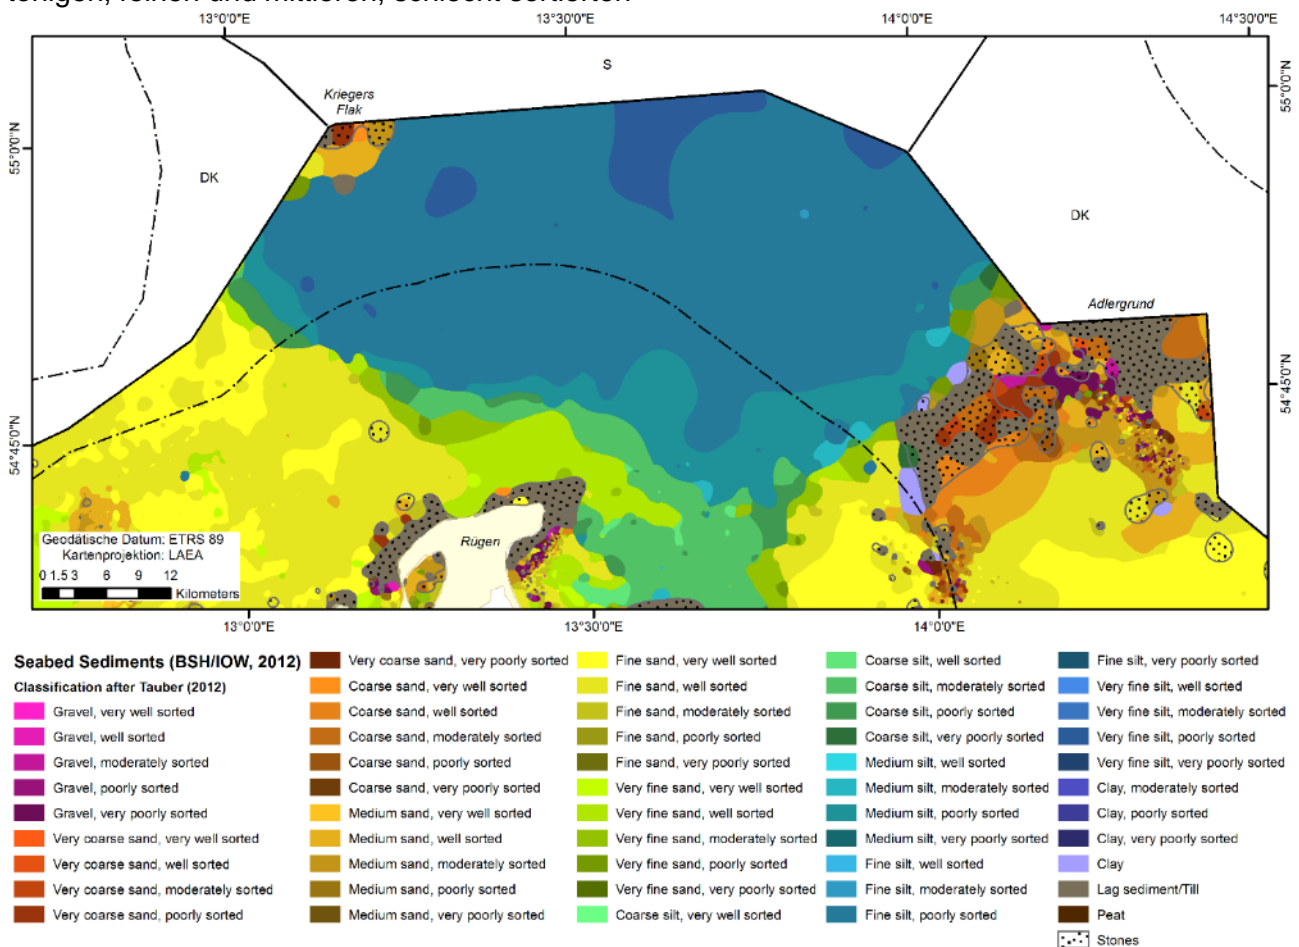 tonigen, feinen und mittleren, schlecht sortierten
13°0'0"E 13°30'0"E 14°0'0"E 14°30'0"E
S
Kriegers
Flak
55°0'0"N
55°0'0"N
DK
DK
Adlergrund
54°45'0"N
54°45'0"N
Rügen
Geodätische Datum: ETRS 89
Kartenprojektion: LAEA
0 1.5 3 6 9 12
Kilometers
13°0'0"E 13°30'0"E 14°0'0"E
Seabed Sediments (BSH/IOW, 2012)
Classification after Tauber (2012)
Gravel, very well sorted
Gravel, well sorted
Gravel, moderately sorted
Gravel, poorly sorted
Gravel, very poorly sorted
Very coarse sand, very well sorted
Very coarse sand, well sorted
Very coarse sand, moderately sorted
Very coarse sand, poorly sorted
Very coarse sand, very poorly sorted
Coarse sand, very well sorted
Coarse sand, well sorted
Coarse sand, moderately sorted
Coarse sand, poorly sorted
Coarse sand, very poorly sorted
Medium sand, very well sorted
Medium sand, well sorted
Medium sand, moderately sorted
Medium sand, poorly sorted
Medium sand, very poorly sorted
Fine sand, very well sorted
Fine sand, well sorted
Fine sand, moderately sorted
Fine sand, poorly sorted
Fine sand, very poorly sorted
Very fine sand, very well sorted
Very fine sand, well sorted
Very fine sand, moderately sorted
Very fine sand, poorly sorted
Very fine sand, very poorly sorted
Coarse silt, very well sorted
Coarse silt, well sorted
Coarse silt, moderately sorted
Coarse silt, poorly sorted
Coarse silt, very poorly sorted
Medium silt, well sorted
Medium silt, moderately sorted
Medium silt, poorly sorted
Medium silt, very poorly sorted
Fine silt, well sorted
Fine silt, moderately sorted
Fine silt, poorly sorted
Fine silt, very poorly sorted
Very fine silt, well sorted
Very fine silt, moderately sorted
Very fine silt, poorly sorted
Very fine silt, very poorly sorted
Clay, moderately sorted
Clay, poorly sorted
Clay, very poorly sorted
Clay
Lag sediment/Till
Peat
Stones